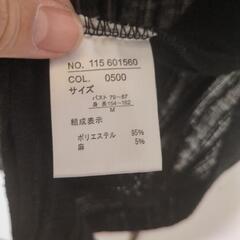 NO. 115 601560
COL. 0500
サイズ
バスト 79~87
身長 154~162
M
組成表示
ポリエステル 95%
麻 5%